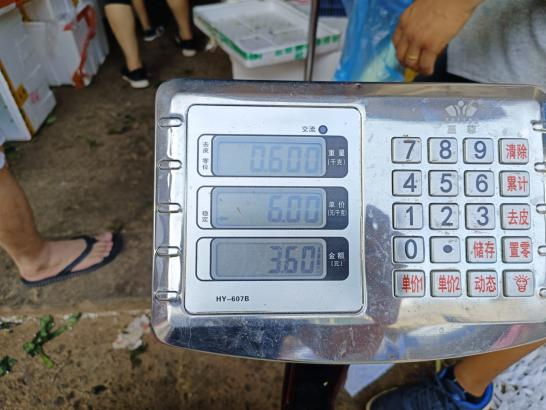 交流
去皮 零位
0.600
重量
(千克)
稳定
6.00
单价
(元/千克)
3.60
金额
(元)
HY-607B
7 8 9 清除
4 5 6 累计
1 2 3 去皮
0 • 储存 置零
单价1 单价2 动态